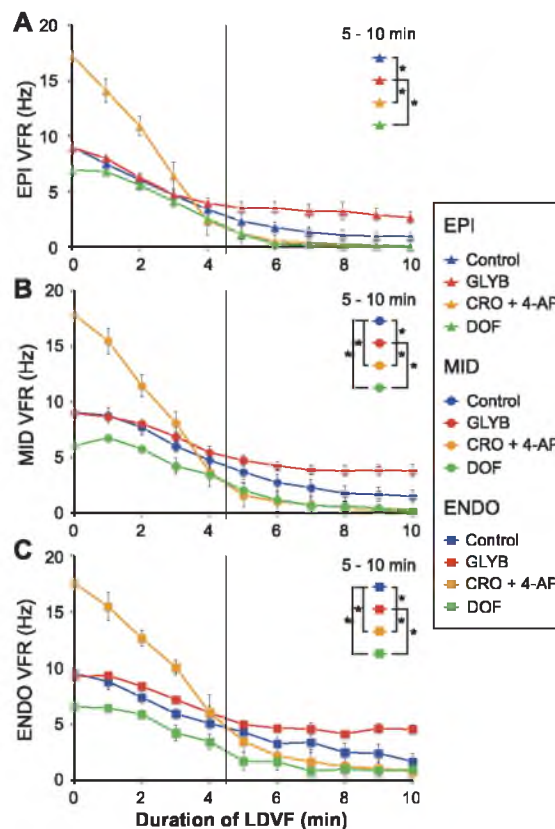 A
20
15
10
5
0
EPI VFR (Hz)
5 - 10 min
*
*
*
0 2 4 6 8 10
B
20
15
10
5
0
MID VFR (Hz)
5 - 10 min
*
*
*
*
*
0 2 4 6 8 10
C
20
15
10
5
0
ENDO VFR (Hz)
5 - 10 min
*
*
*
*
*
0 2 4 6 8 10
Duration of LDVF (min)
EPI
Control
GLYB
CRO + 4-AP
DOF
MID
Control
GLYB
CRO + 4-AP
DOF
ENDO
Control
GLYB
CRO + 4-AP
DOF